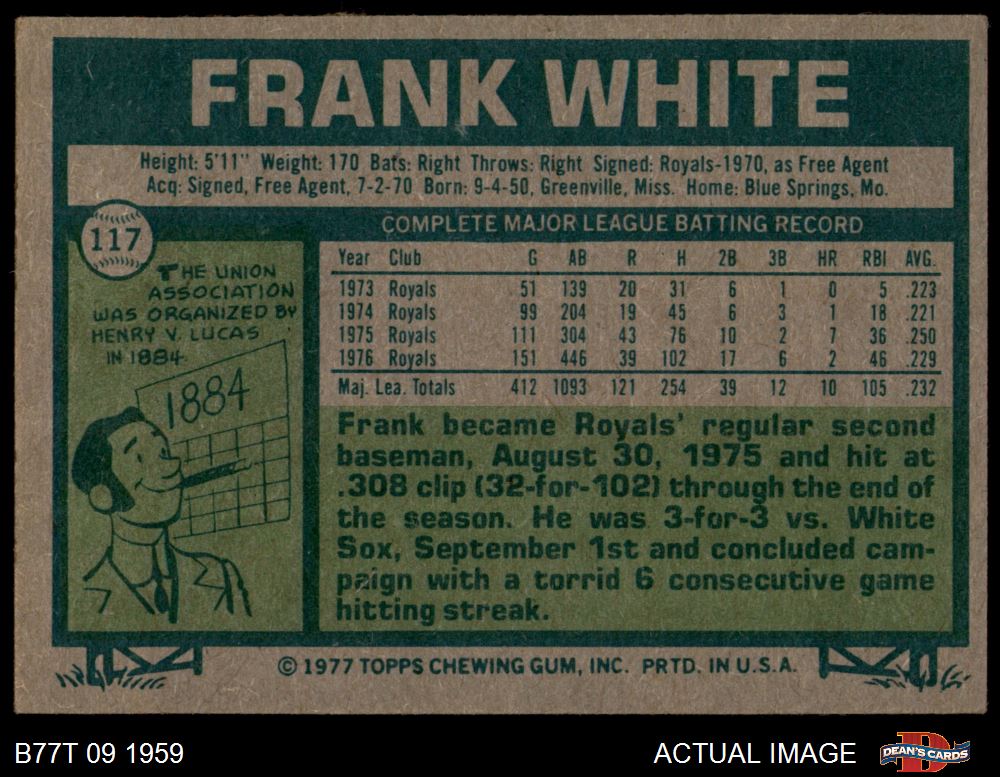 FRANK WHITE
Height: 5'11" Weight: 170 Bats: Right Throws: Right Signed: Royals-1970, as Free Agent
Acq: Signed, Free Agent, 7-2-70 Born: 9-4-50, Greenville, Miss. Home: Blue Springs, Mo.
117
THE UNION
ASSOCIATION
WAS ORGANIZED BY
HENRY V. LUCAS
IN 1884.
1884
COMPLETE MAJOR LEAGUE BATTING RECORD
Year Club G AB R H 2B 3B HR RBI AVG.
1973 Royals 51 139 20 31 6 1 0 5 .223
1974 Royals 99 204 19 45 6 3 1 18 .221
1975 Royals 111 304 43 76 10 2 7 36 .250
1976 Royals 151 446 39 102 17 6 2 46 .229
Maj. Lea. Totals 412 1093 121 254 39 12 10 105 .232
Frank became Royals' regular second
baseman, August 30, 1975 and hit at
.308 clip (32-for-102) through the end of
the season. He was 3-for-3 vs. White
Sox, September 1st and concluded cam-
paign with a torrid 6 consecutive game
hitting streak.
© 1977 TOPPS CHEWING GUM, INC. PRTD. IN U.S.A.
B77T 09 1959
ACTUAL IMAGE
DEAN'S CARDS